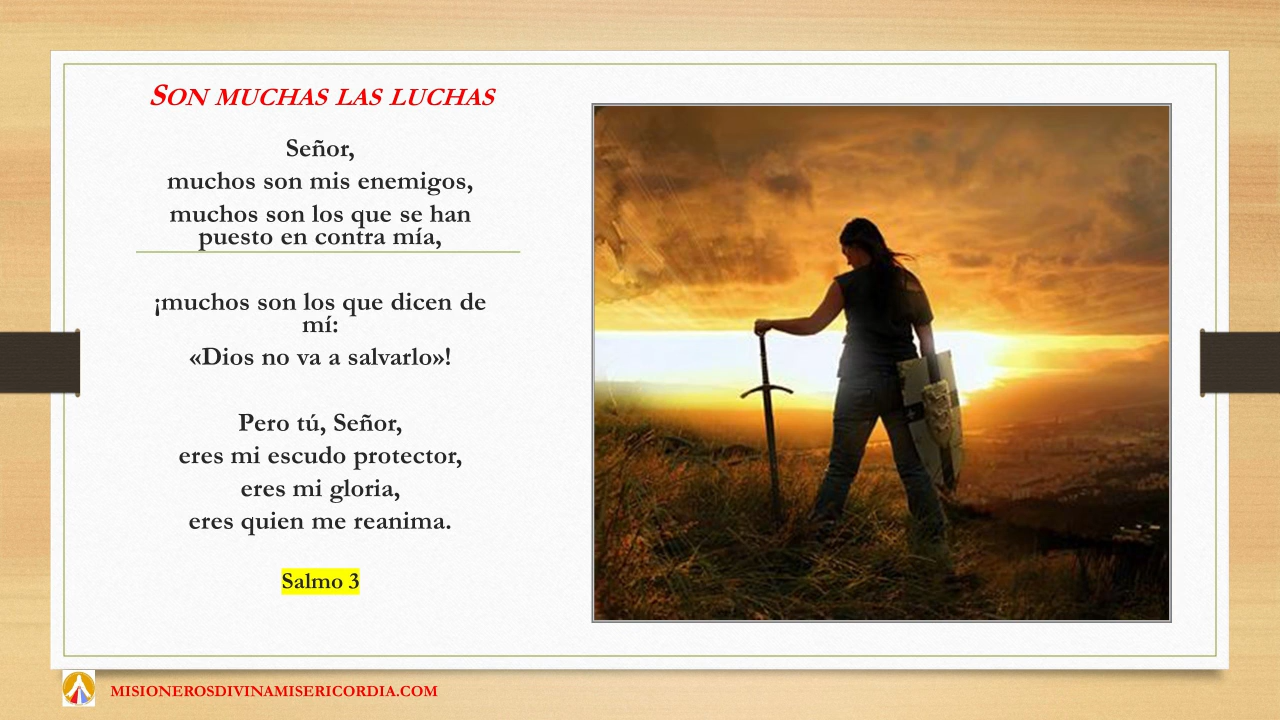 SON MUCHAS LAS LUCHAS
Señor,
muchos son mis enemigos,
muchos son los que se han
puesto en contra mía,
¡muchos son los que dicen de
mí:
«Dios no va a salvarlo»!
Pero tú, Señor,
eres mi escudo protector,
eres mi gloria,
eres quien me reanima.
Salmo 3
MISIONEROSDIVINAMISERICORDIA.COM